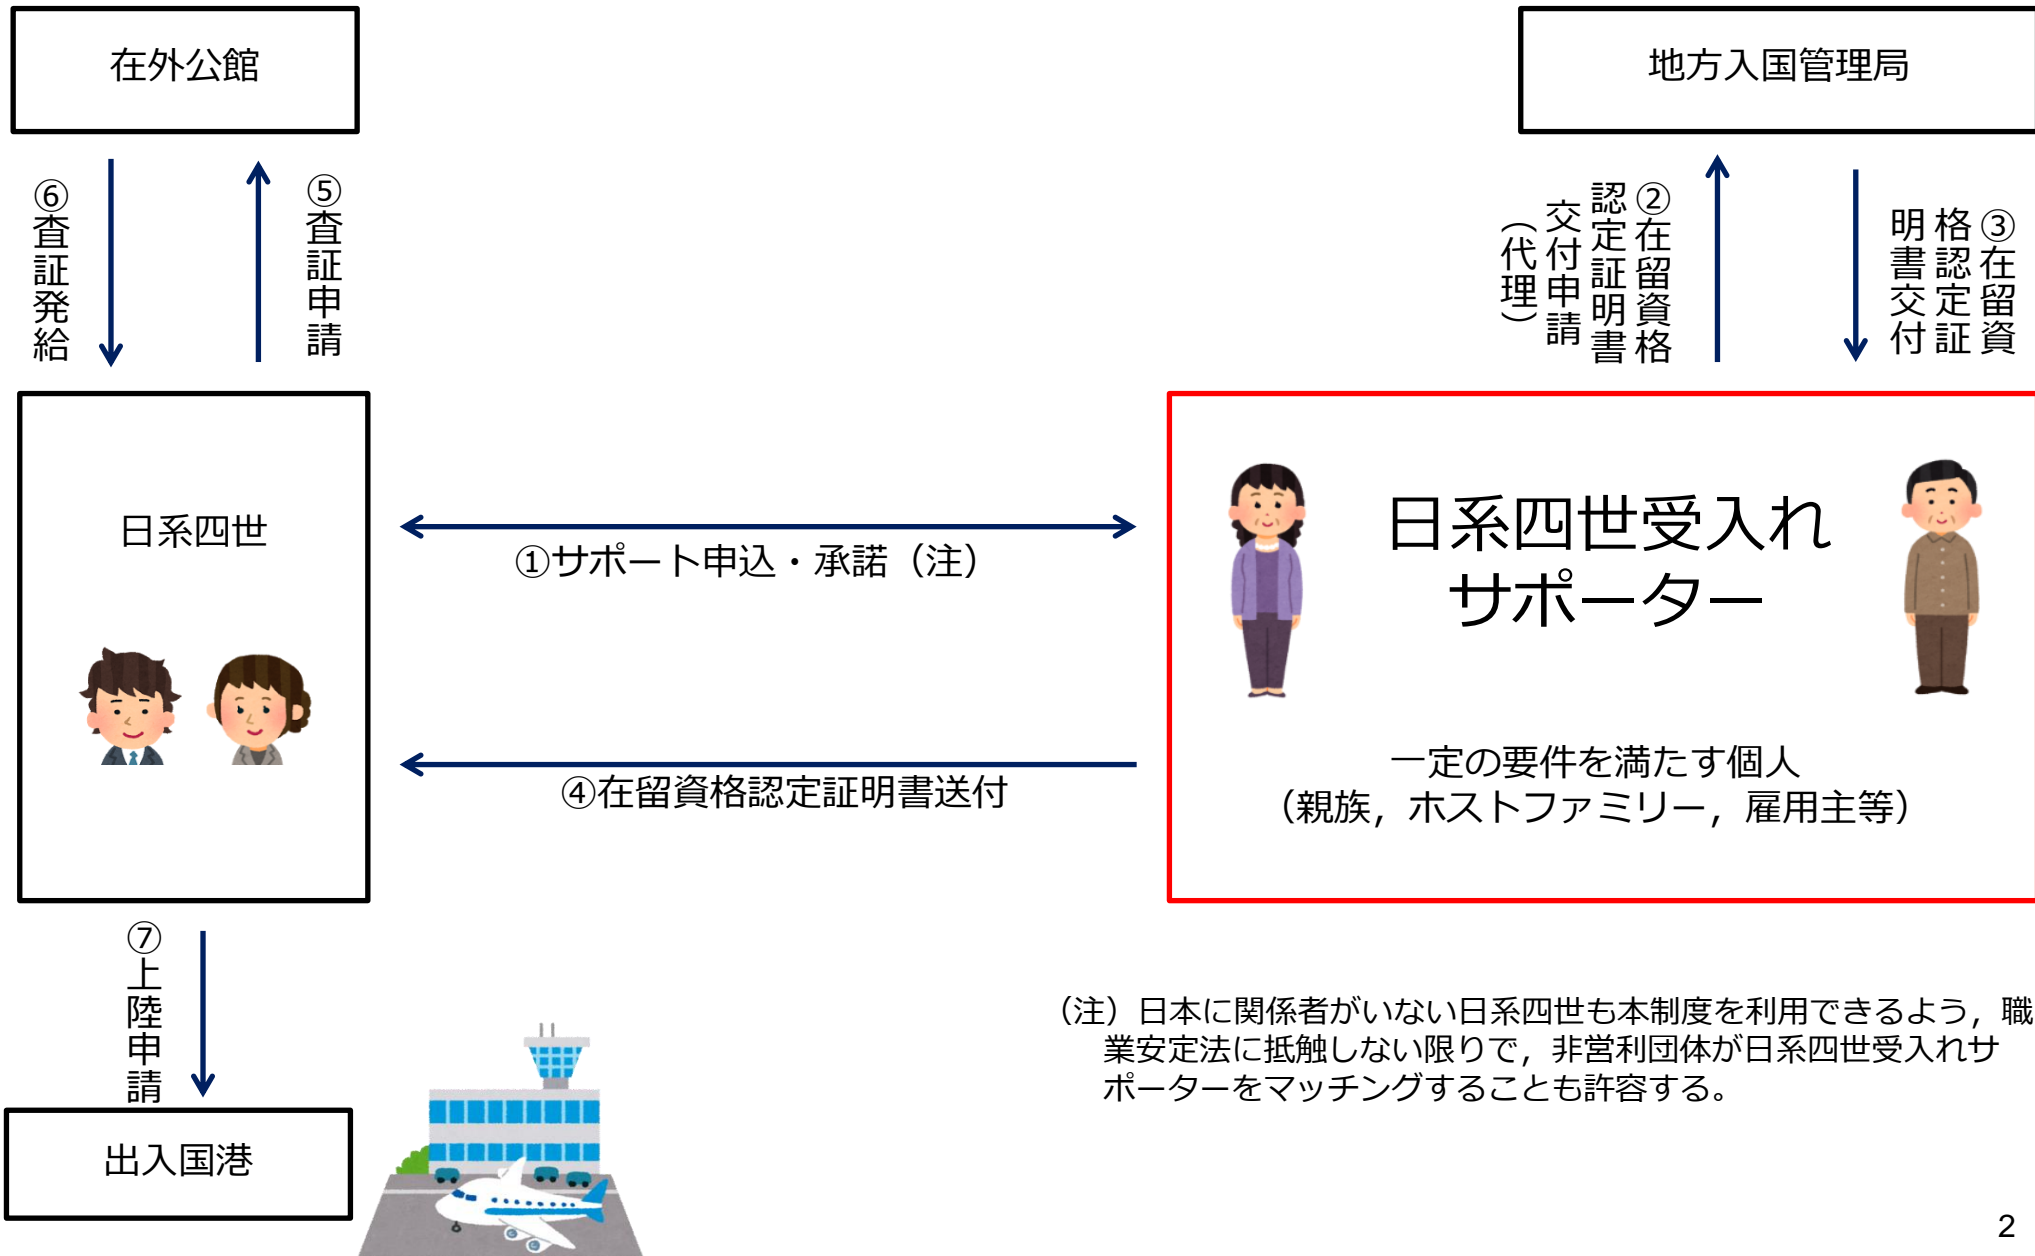 在外公館
地方入国管理局
⑥査証発給
⑤査証申請
②在留資格
認定証明書
交付申請
（代理）
③在留資
格認定証
明書交付
日系四世
①サポート申込・承諾（注）
日系四世受入れ
サポーター
④在留資格認定証明書送付
一定の要件を満たす個人
（親族，ホストファミリー，雇用主等）
⑦上陸申請
出入国港
（注）日本に関係者がいない日系四世も本制度を利用できるよう，職
業安定法に抵触しない限りで，非営利団体が日系四世受入れサ
ポーターをマッチングすることも許容する。
2